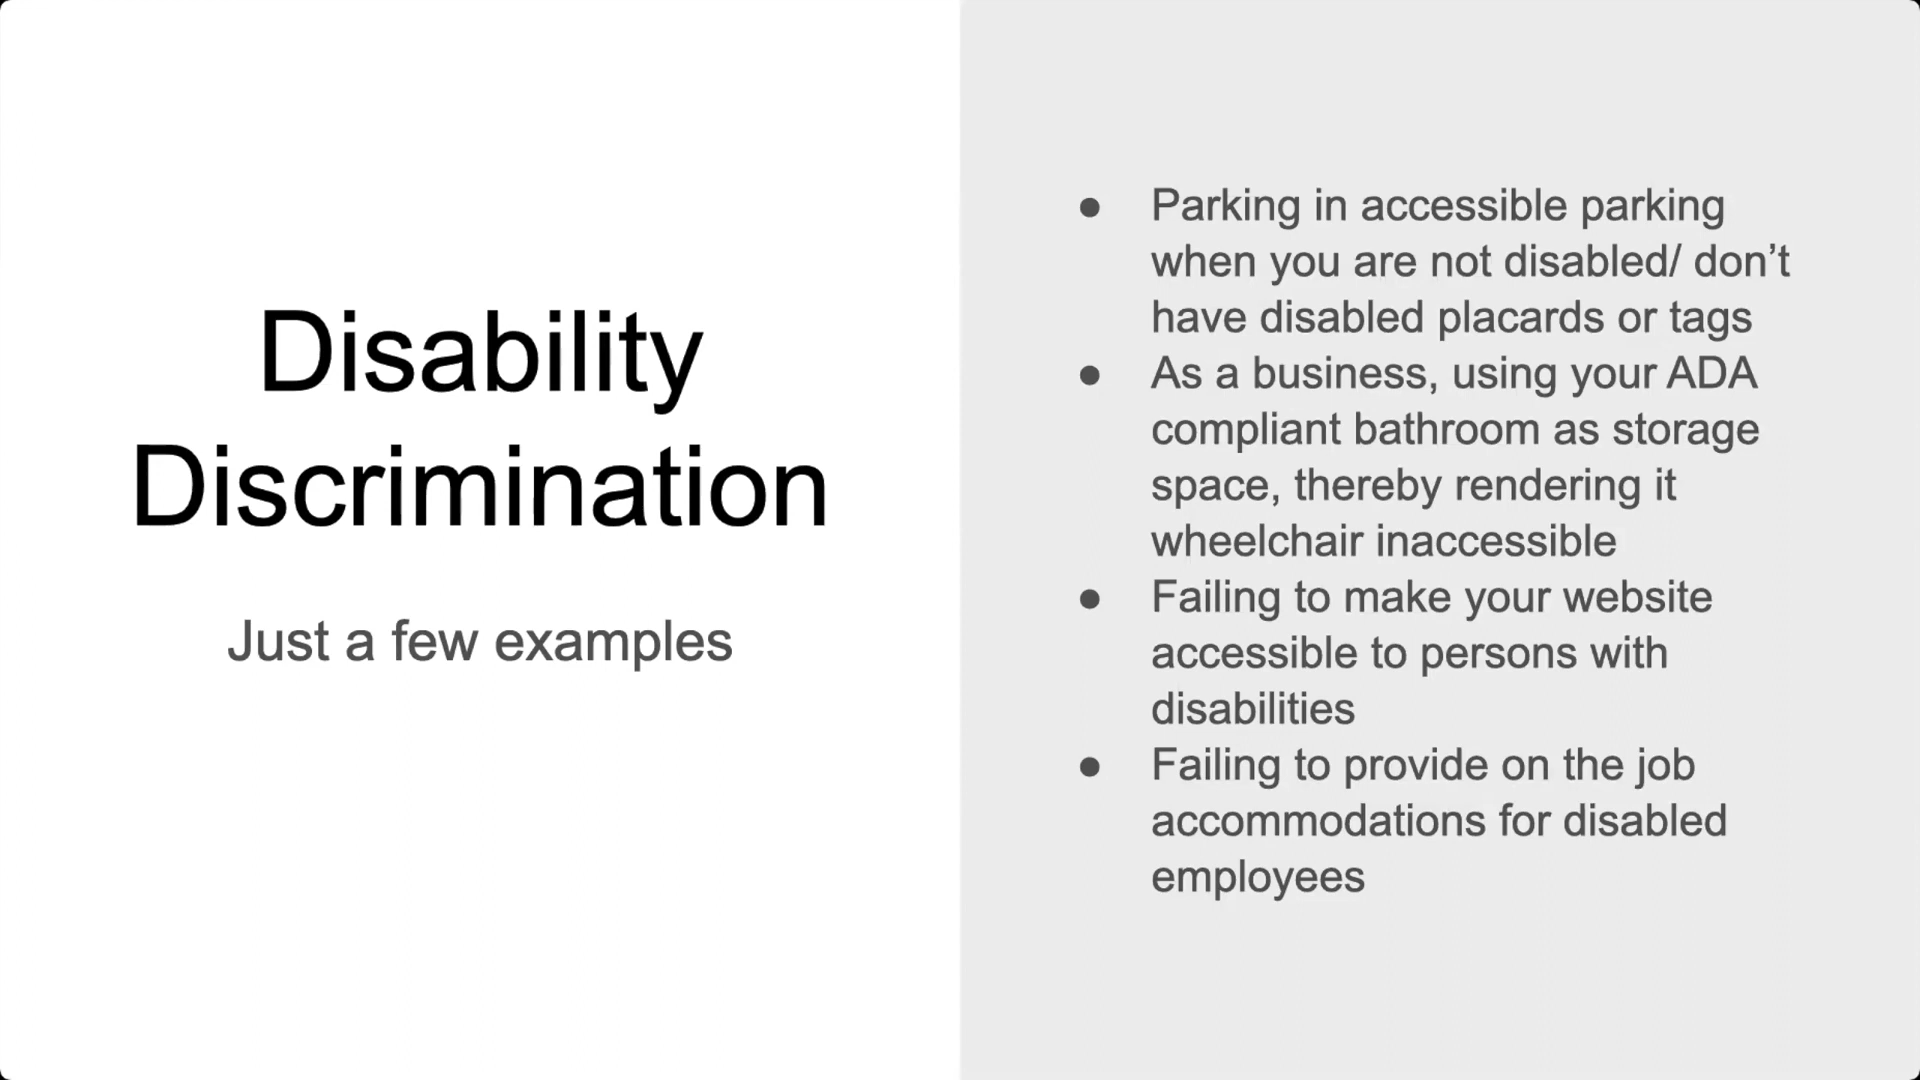 Disability
Discrimination
Just a few examples
● Parking in accessible parking
when you are not disabled/ don’t
have disabled placards or tags
● As a business, using your ADA
compliant bathroom as storage
space, thereby rendering it
wheelchair inaccessible
● Failing to make your website
accessible to persons with
disabilities
● Failing to provide on the job
accommodations for disabled
employees